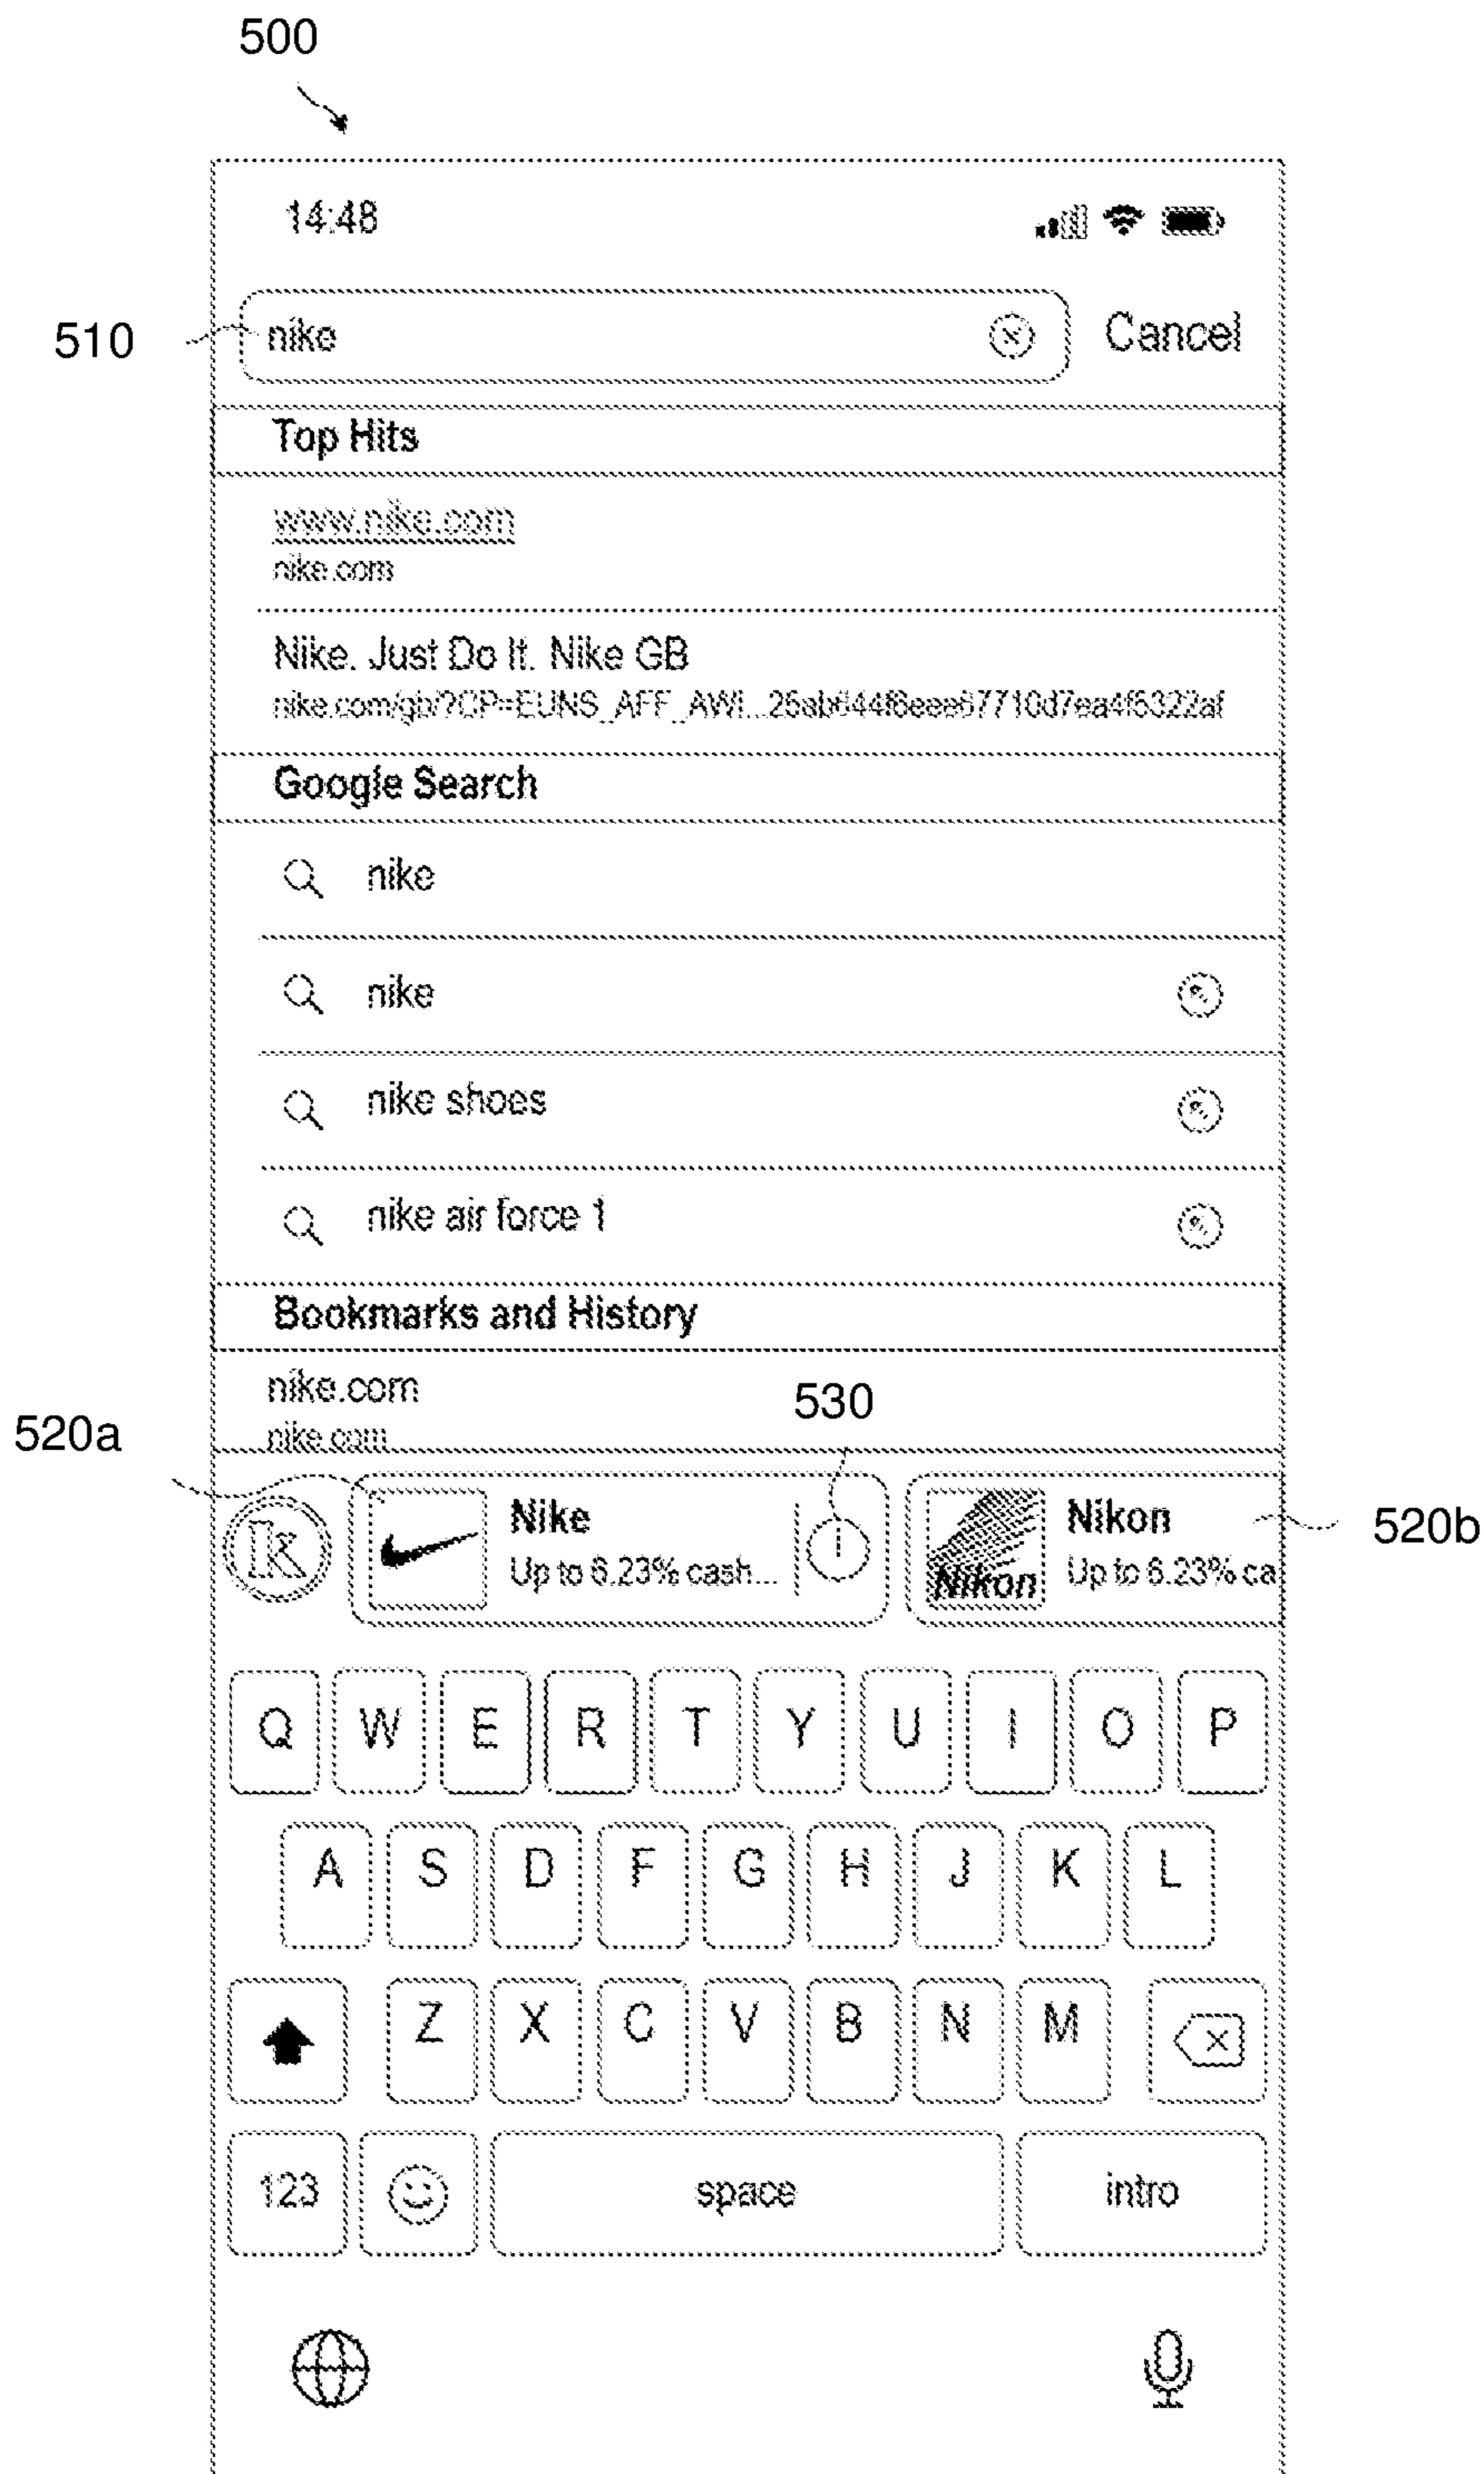 500
14:48
510
nike
Cancel
Top Hits
www.nike.com
nike.com
Nike. Just Do It. Nike GB
Google Search
nike
nike
nike shoes
nike air force 1
Bookmarks and History
nike.com
530
520a
nike.com
k
Nike
Up to 6.23% cash...
Nikon
Nikon
Up to 6.23% ca
520b
Q W E R T Y U I O P
A S D F G H J K L
Z X C V B N M
123
space
intro